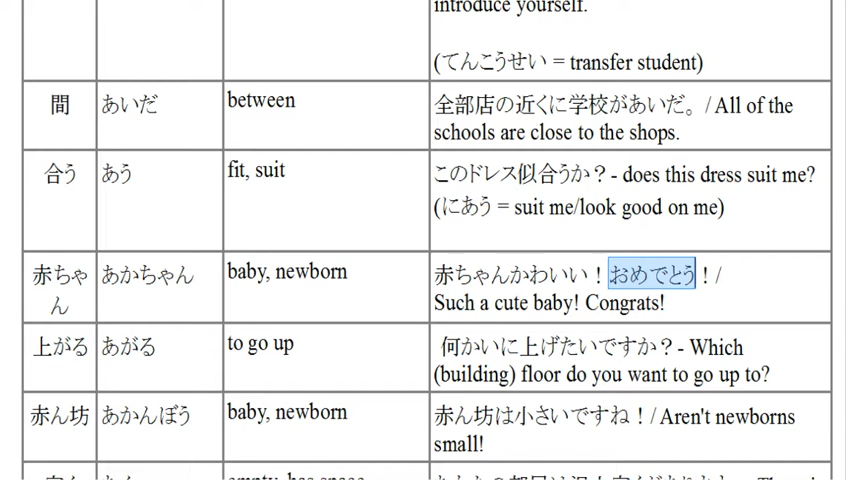 introduce yourself.
(てんこうせい = transfer student)
間 あいだ between 全部店の近くに学校があいだ。/ All of the
schools are close to the shops.
合う あう fit, suit このドレス似合うか？- does this dress suit me?
(にあう = suit me/look good on me)
赤ちゃ あかちゃん baby, newborn 赤ちゃんかわいい！おめでとう！/
ん Such a cute baby! Congrats!
上がる あがる to go up 何かいに上げたいですか？- Which
(building) floor do you want to go up to?
赤ん坊 あかんぼう baby, newborn 赤ん坊は小さいですね！/ Aren't newborns
small!
empty, has space